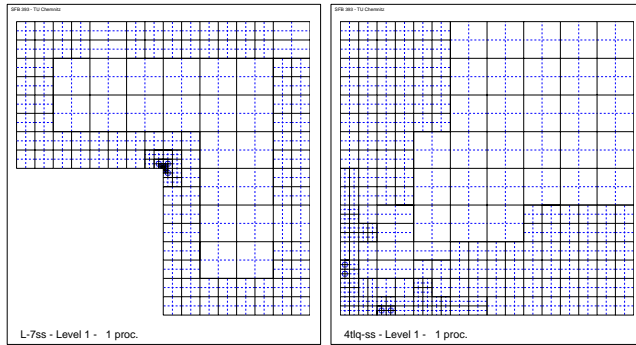 SFB 393 - TU Chemnitz
SFB 393 - TU Chemnitz
L-7ss - Level 1 - 1 proc.
4tlq-ss - Level 1 - 1 proc.